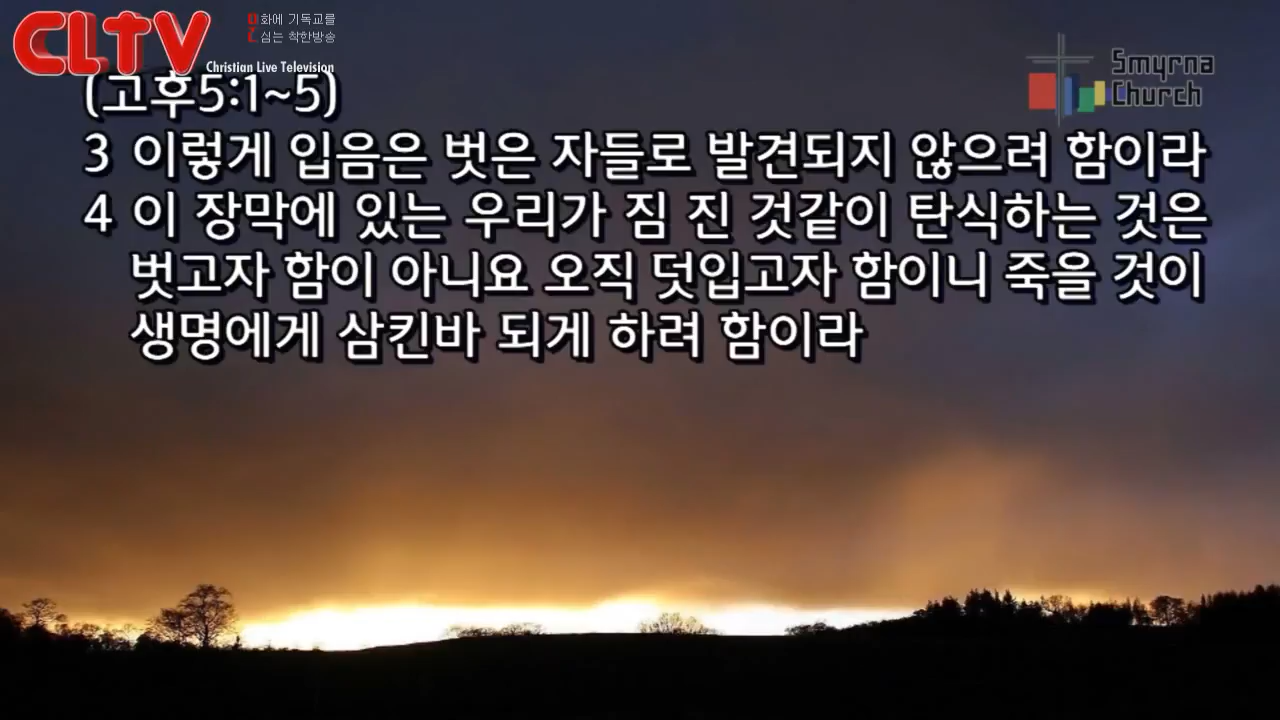 CLTV
화에 기독교를
심는 착한방송
Christian Live Television
Smyrna
Church
(고후5:1~5)
3 이렇게 입음은 벗은 자들로 발견되지 않으려 함이라
4 이 장막에 있는 우리가 짐 진 것같이 탄식하는 것은
벗고자 함이 아니요 오직 덧입고자 함이니 죽을 것이
생명에게 삼킨바 되게 하려 함이라